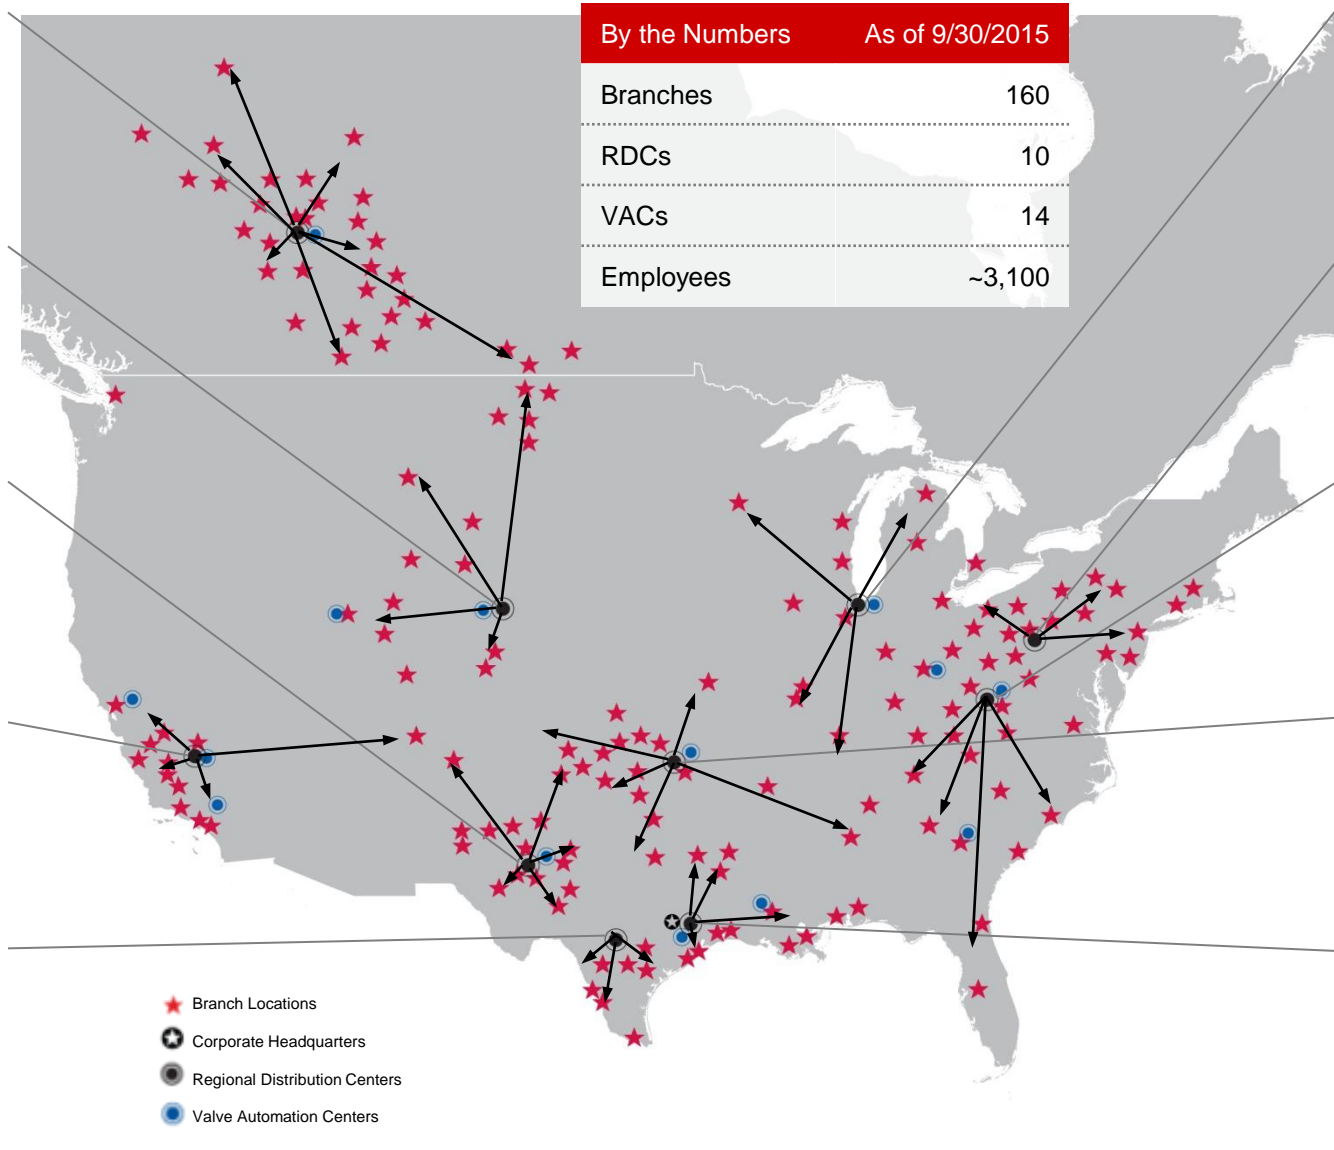 By the Numbers As of 9/30/2015
Branches 160
RDCs 10
VACs 14
Employees ~3,100
Branch Locations
Corporate Headquarters
Regional Distribution Centers
Valve Automation Centers